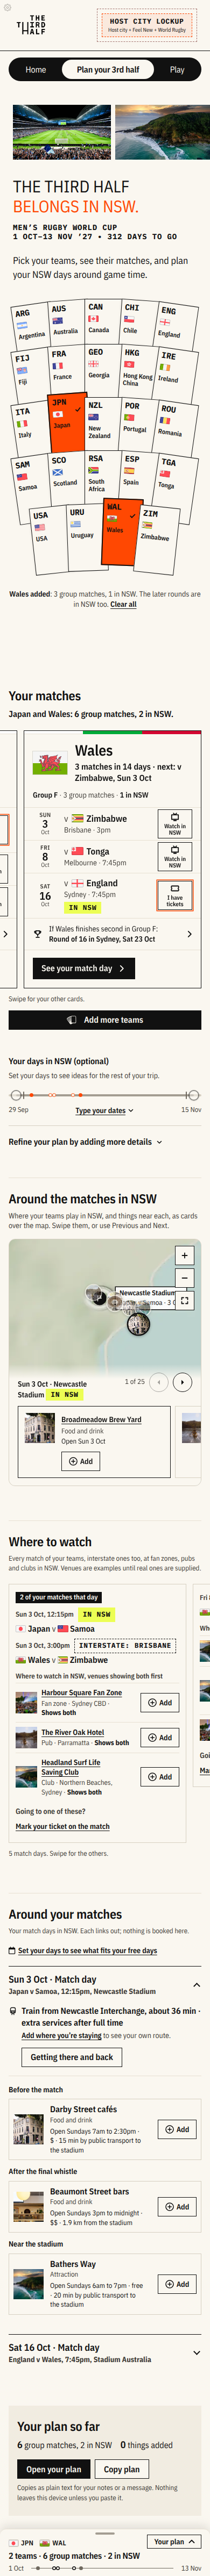 THE
THIRD
HALF
HOST CITY LOCKUP
Host city + Feel New + World Rugby
Home
Plan your 3rd half
Play
THE THIRD HALF
BELONGS IN NSW.
MEN'S RUGBY WORLD CUP
1 OCT–13 NOV '27 • 312 DAYS TO GO
Pick your teams, see their matches, and plan
your NSW days around game time.
ARG
Argentina
AUS
Australia
CAN
Canada
CHI
Chile
ENG
England
FIJ
Fiji
FRA
France
GEO
Georgia
HKG
Hong Kong
China
IRE
Ireland
ITA
Italy
JPN
Japan
NZL
New
Zealand
POR
Portugal
ROU
Romania
SAM
Samoa
SCO
Scotland
RSA
South
Africa
ESP
Spain
TGA
Tonga
USA
USA
URU
Uruguay
WAL
Wales
ZIM
Zimbabwe
Wales added: 3 group matches, 1 in NSW. The later rounds are
in NSW too. Clear all
Your matches
Japan and Wales: 6 group matches, 2 in NSW.
Wales
3 matches in 14 days · next: v
Zimbabwe, Sun 3 Oct
Group F · 3 group matches · 1 in NSW
SUN
3
Oct
v Zimbabwe
Brisbane · 3pm
Watch in
NSW
FRI
8
Oct
v Tonga
Melbourne · 7:45pm
Watch in
NSW
SAT
16
Oct
v England
Sydney · 7:45pm
IN NSW
I have
tickets
If Wales finishes second in Group F:
Round of 16 in Sydney, Sat 23 Oct
See your match day
Swipe for your other cards.
Add more teams
Your days in NSW (optional)
Set your days to see ideas for the rest of your trip.
29 Sep
Type your dates
15 Nov
Refine your plan by adding more details
Around the matches in NSW
Where your teams play in NSW, and things near each, as cards
over the map. Swipe them, or use Previous and Next.
Newcastle Stadium
Sun 3 Oct · Newcastle
Stadium IN NSW
1 of 25
Broadmeadow Brew Yard
Food and drink
Open Sun 3 Oct
Add
Where to watch
Every match of your teams, interstate ones too, at fan zones, pubs
and clubs in NSW. Venues are examples until real ones are supplied.
2 of your matches that day
Sun 3 Oct, 12:15pm IN NSW
Japan v Samoa
Sun 3 Oct, 3:00pm INTERSTATE: BRISBANE
Wales v Zimbabwe
Where to watch in NSW, venues showing both first
Harbour Square Fan Zone
Fan zone · Sydney CBD ·
Shows both
Add
The River Oak Hotel
Pub · Parramatta · Shows both
Add
Headland Surf Life
Saving Club
Club · Northern Beaches,
Sydney · Shows both
Add
Going to one of these?
Mark your ticket on the match
5 match days. Swipe for the others.
Around your matches
Your match days in NSW. Each links out; nothing is booked here.
Set your days to see what fits your free days
Sun 3 Oct · Match day
Japan v Samoa, 12:15pm, Newcastle Stadium
Train from Newcastle Interchange, about 36 min ·
extra services after full time
Add where you're staying to see your own route.
Getting there and back
Before the match
Darby Street cafés
Food and drink
Open Sundays 7am to 2:30pm ·
$ · 15 min by public transport to
the stadium
Add
After the final whistle
Beaumont Street bars
Food and drink
Open Sundays 3pm to midnight ·
$$ · 1.9 km from the stadium
Add
Near the stadium
Bathers Way
Attraction
Open Sundays 6am to 7pm · free
· 20 min by public transport to
the stadium
Add
Sat 16 Oct · Match day
England v Wales, 7:45pm, Stadium Australia
Your plan so far
6 group matches, 2 in NSW 0 things added
Open your plan
Copy plan
Copies as plain text for your notes or a message. Nothing
leaves this device unless you paste it.
JPN WAL
Your plan
2 teams · 6 group matches · 2 in NSW
1 Oct
13 Nov